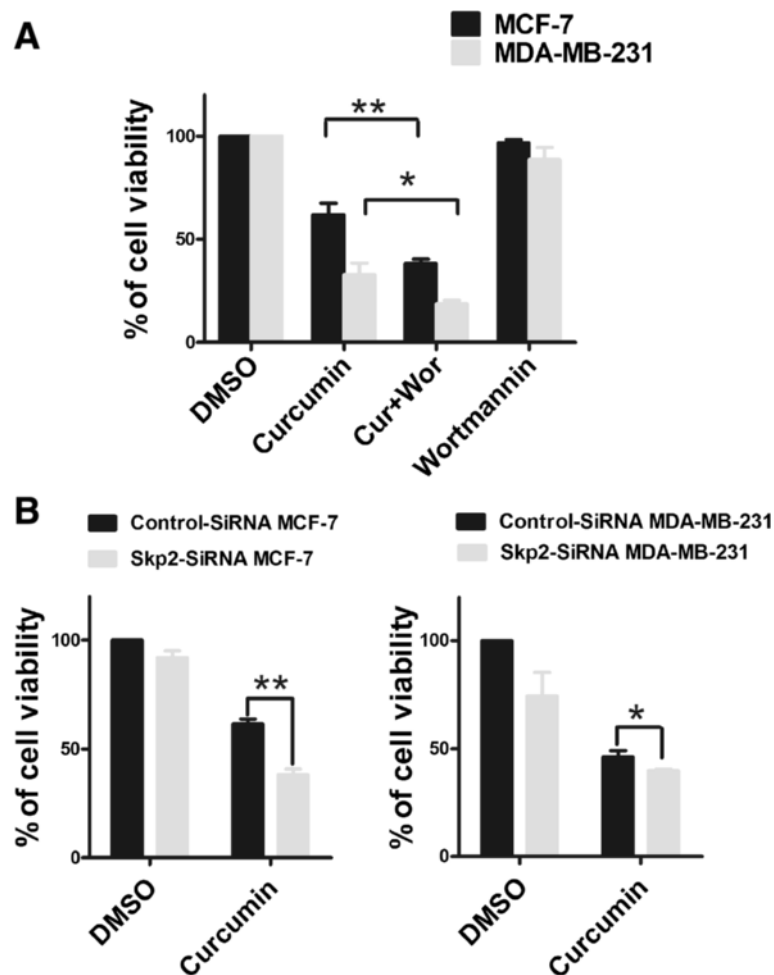 A
MCF-7
MDA-MB-231
% of cell viability
100
50
0
**
*
DMSO
Curcumin
Cur+Wor
Wortmannin
B
Control-SiRNA MCF-7
Skp2-SiRNA MCF-7
% of cell viability
100
50
0
**
DMSO
Curcumin
Control-SiRNA MDA-MB-231
Skp2-SiRNA MDA-MB-231
% of cell viability
100
50
0
*
DMSO
Curcumin